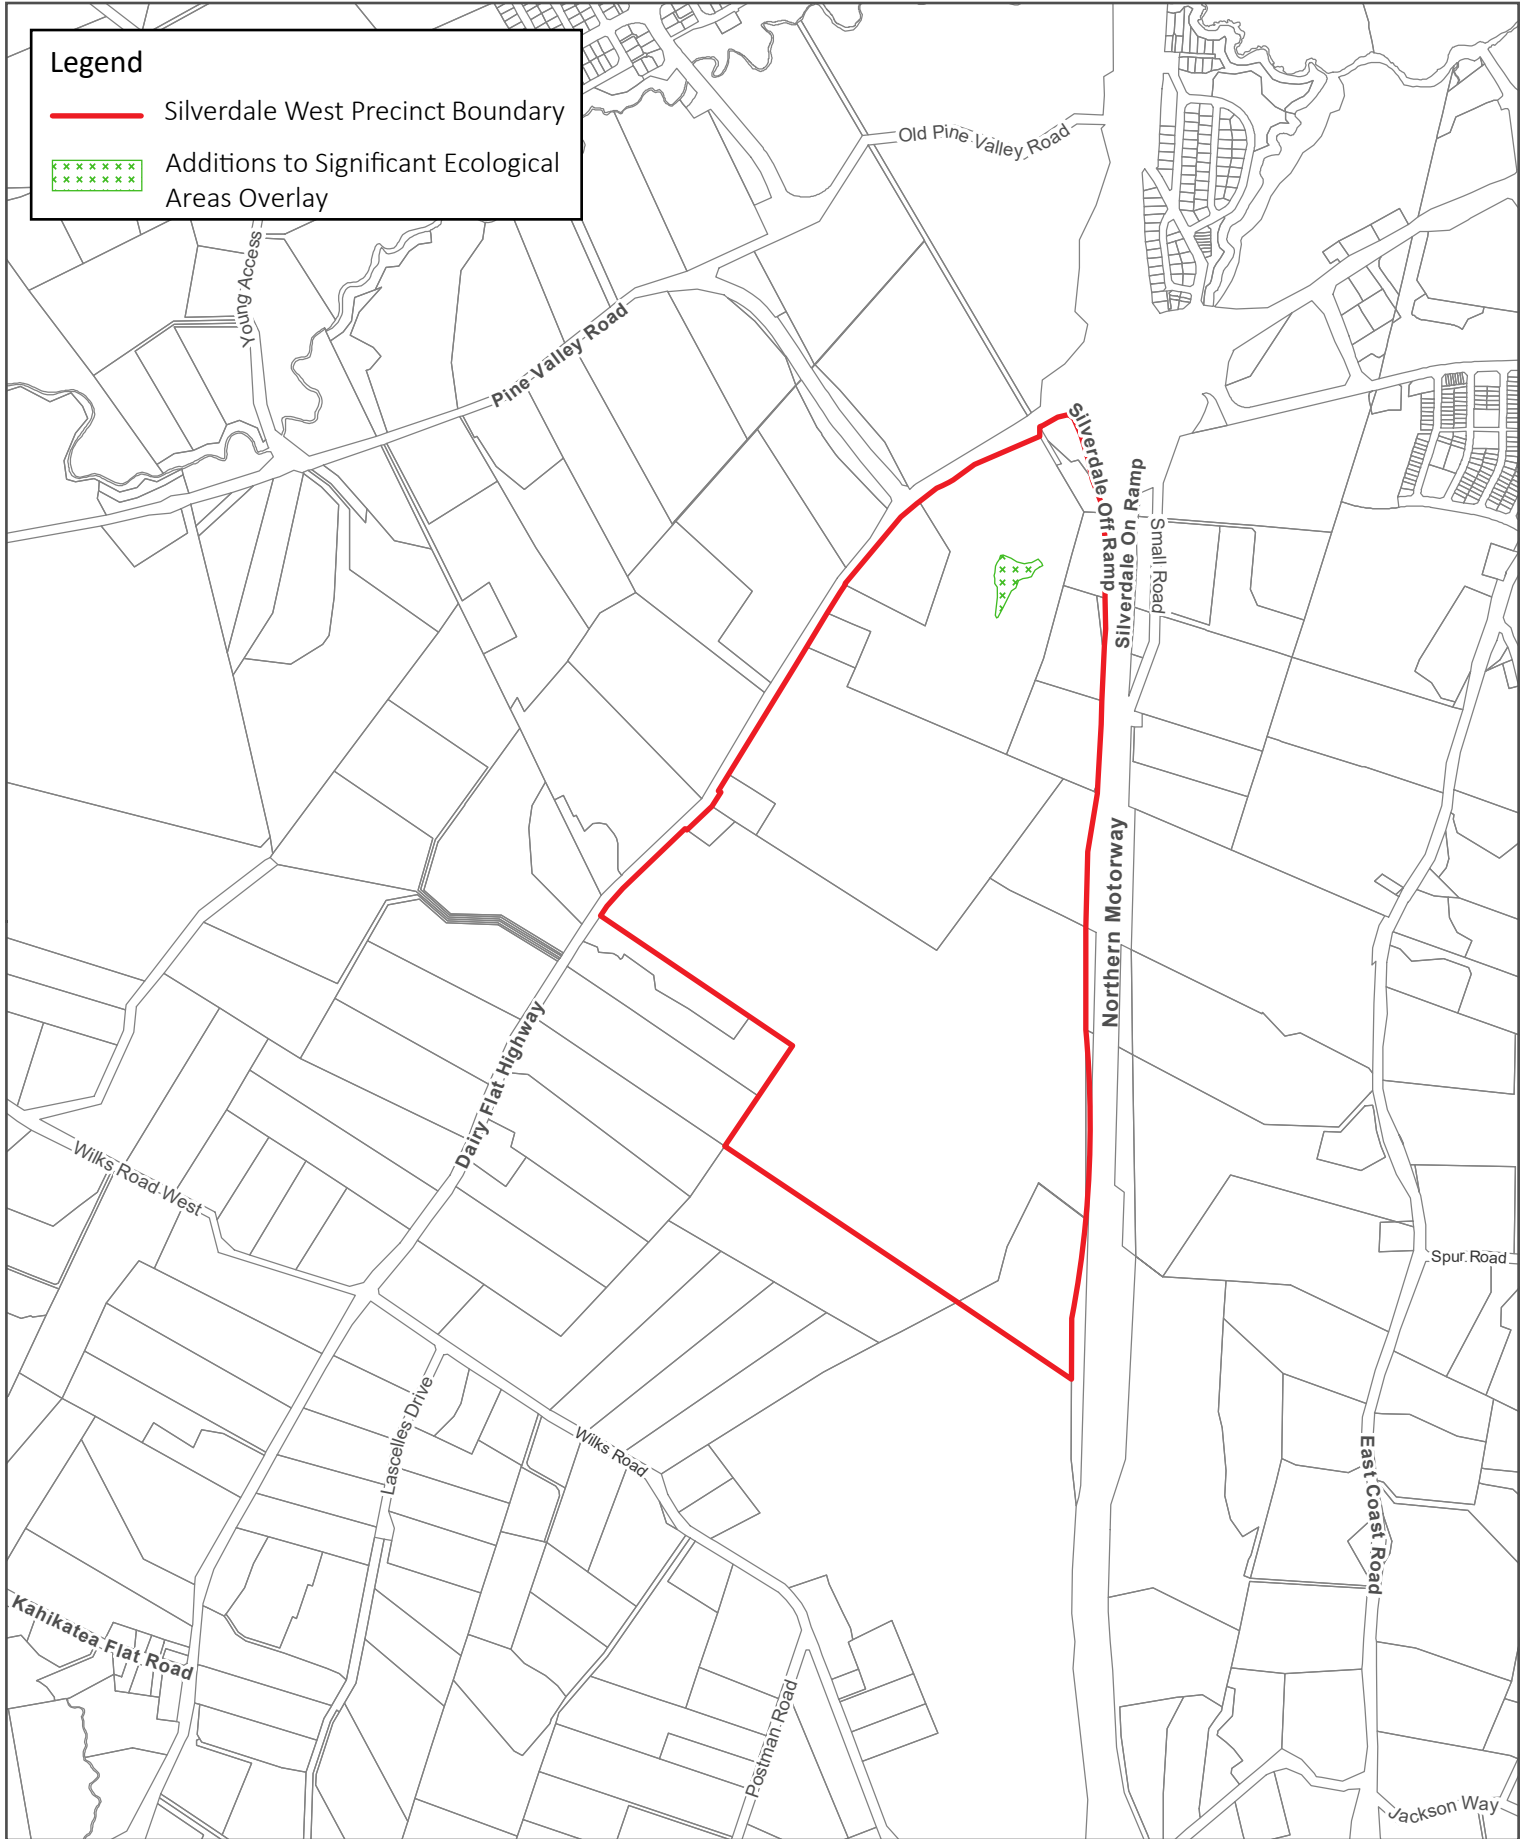 Legend
Silverdale West Precinct Boundary
Additions to Significant Ecological
Areas Overlay
Old Pine Valley Road
Young Access
Pine Valley Road
Silverdale Off Ramp
Silverdale On Ramp
Small Road
Northern Motorway
Dairy Flat Highway
Wilks Road West
Spur Road
Lascelles Drive
Wilks Road
East Coast Road
Kahikatea Flat Road
Postman Road
Jackson Way